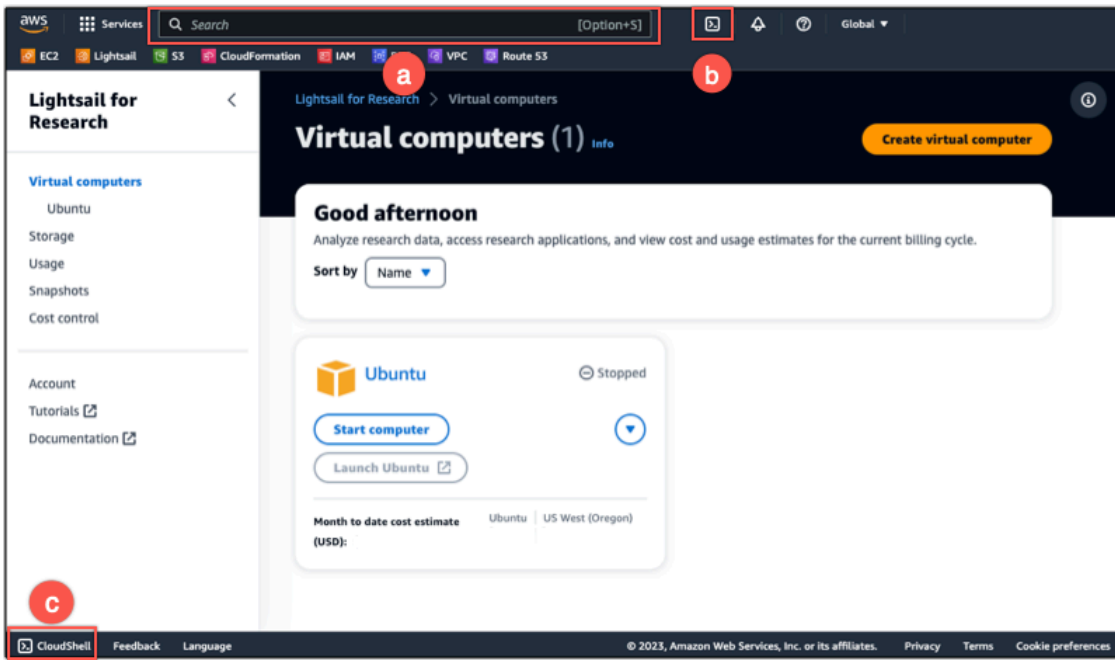 aws Services Search [Option+S] Global
EC2 Lightsail S3 CloudFormation IAM VPC Route 53
a
b
Lightsail for
Research
Virtual computers
Ubuntu
Storage
Usage
Snapshots
Cost control
Account
Tutorials
Documentation
Lightsail for Research > Virtual computers
Virtual computers (1) Info
Create virtual computer
Good afternoon
Analyze research data, access research applications, and view cost and usage estimates for the current billing cycle.
Sort by Name
Ubuntu Stopped
Start computer
Launch Ubuntu
Month to date cost estimate Ubuntu US West (Oregon)
(USD):
c
CloudShell Feedback Language © 2023, Amazon Web Services, Inc. or its affiliates. Privacy Terms Cookie preferences